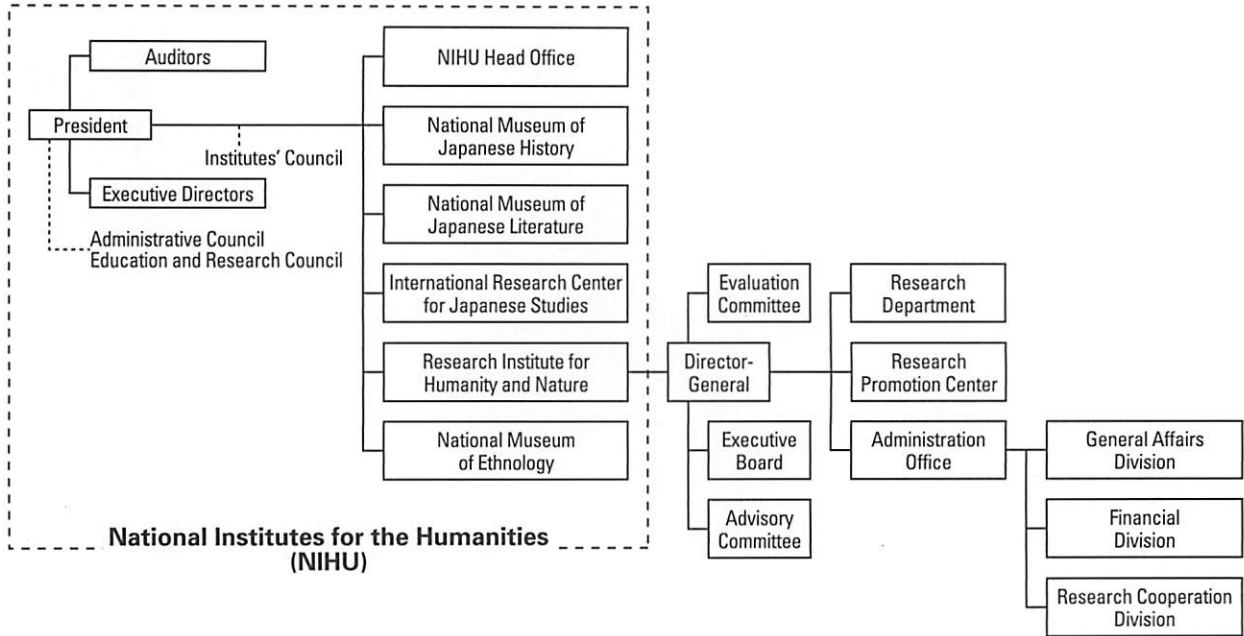 Auditors
President
Institutes' Council
Executive Directors
Administrative Council
Education and Research Council
NIHU Head Office
National Museum of
Japanese History
National Museum of
Japanese Literature
International Research Center
for Japanese Studies
Research Institute for
Humanity and Nature
National Museum
of Ethnology
National Institutes for the Humanities
(NIHU)
Evaluation
Committee
Director-
General
Executive
Board
Advisory
Committee
Research
Department
Research
Promotion Center
Administration
Office
General Affairs
Division
Financial
Division
Research Cooperation
Division